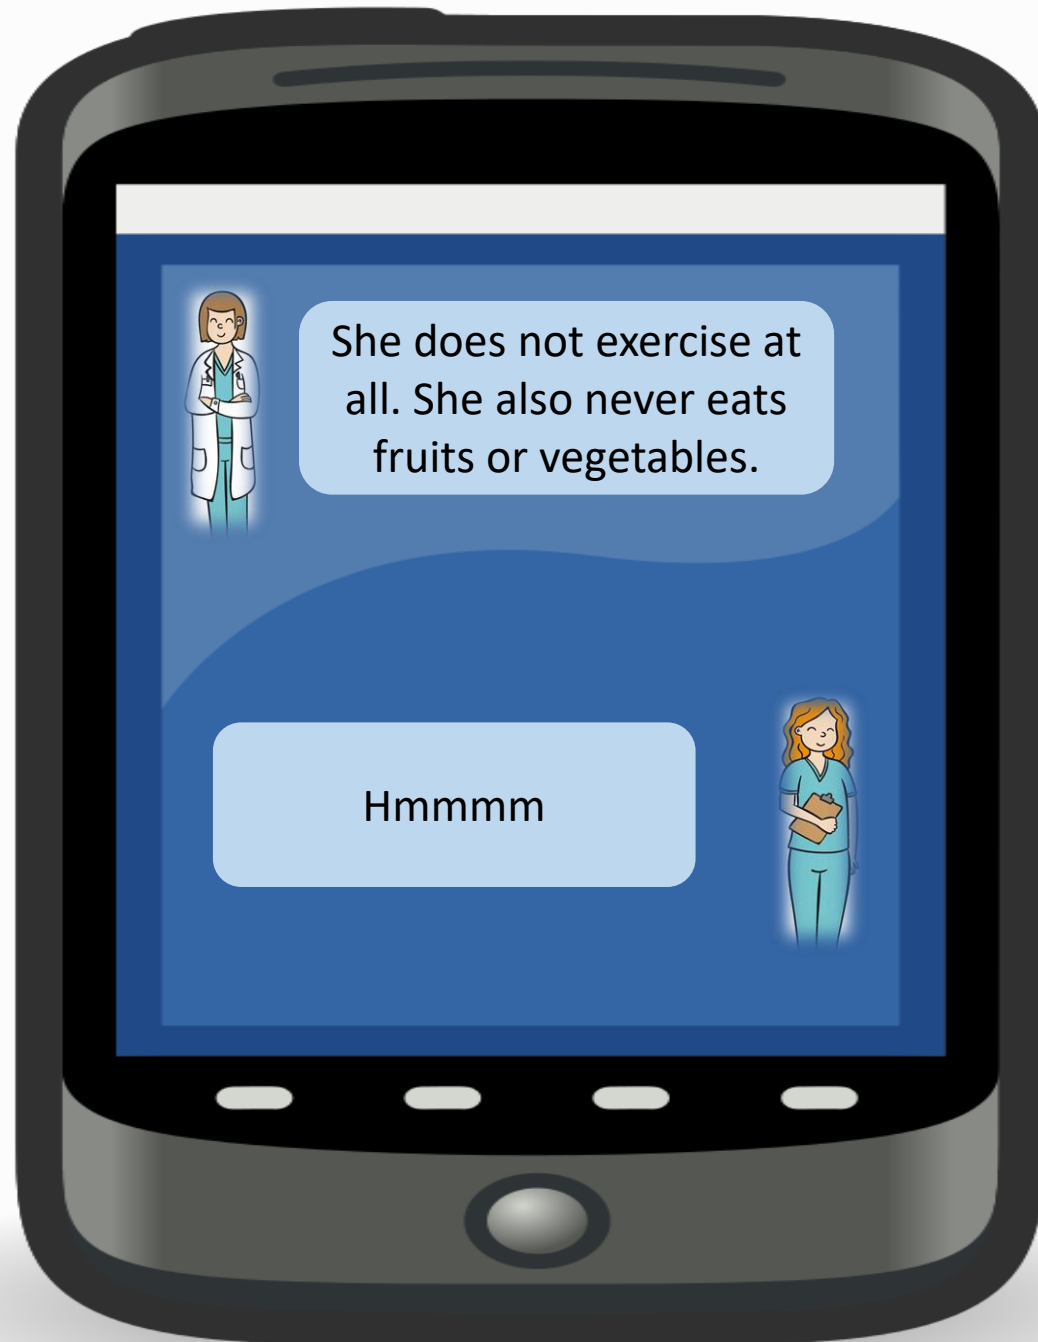 She does not exercise at
all. She also never eats
fruits or vegetables.
Hmmmm